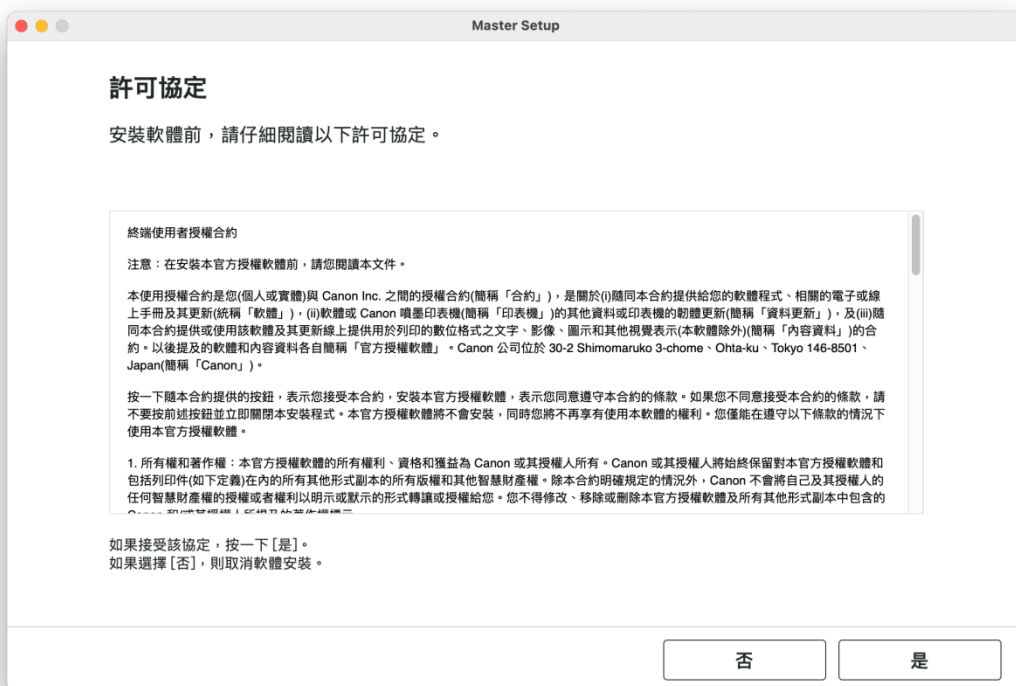 Master Setup
許可協定
安裝軟體前，請仔細閱讀以下許可協定。
終端使用者授權合約
注意：在安裝本官方授權軟體前，請您閱讀本文件。
本使用授權合約是您(個人或實體)與 Canon Inc. 之間的授權合約(簡稱「合約」)，是關於(i)隨同本合約提供給您的軟體程式、相關的電子或線
上手冊及其更新(統稱「軟體」)，(ii)軟體或 Canon 噴墨印表機(簡稱「印表機」)的其他資料或印表機的韌體更新(簡稱「資料更新」)，及(iii)隨
同本合約提供或使用該軟體及其更新線上提供用於列印的數位格式之文字、影像、圖示和其他視覺表示(本軟體除外)(簡稱「內容資料」)的合
約。以後提及的軟體和內容資料各自簡稱「官方授權軟體」。Canon 公司位於 30-2 Shimomaruko 3-chome、Ohta-ku、Tokyo 146-8501、
Japan(簡稱「Canon」)。
按一下隨本合約提供的按鈕，表示您接受本合約，安裝本官方授權軟體，表示您同意遵守本合約的條款。如果您不同意接受本合約的條款，請
不要按前述按鈕並立即關閉本安裝程式。本官方授權軟體將不會安裝，同時您將不再享有使用本軟體的權利。您僅能在遵守以下條款的情況下
使用本官方授權軟體。
1. 所有權和著作權：本官方授權軟體的所有權利、資格和獲益為 Canon 或其授權人所有。Canon 或其授權人將始終保留對本官方授權軟體和
包括列印件(如下定義)在內的所有其他形式副本的所有版權和其他智慧財產權。除本合約明確規定的情況外，Canon 不會將自己及其授權人的
任何智慧財產權的授權或者權利以明示或默示的形式轉讓或授權給您。您不得修改、移除或刪除本官方授權軟體及所有其他形式副本中包含的
Canon 和/或其授權人所提及的著作權標示
如果接受該協定，按一下 [是]。
如果選擇 [否]，則取消軟體安裝。
否
是